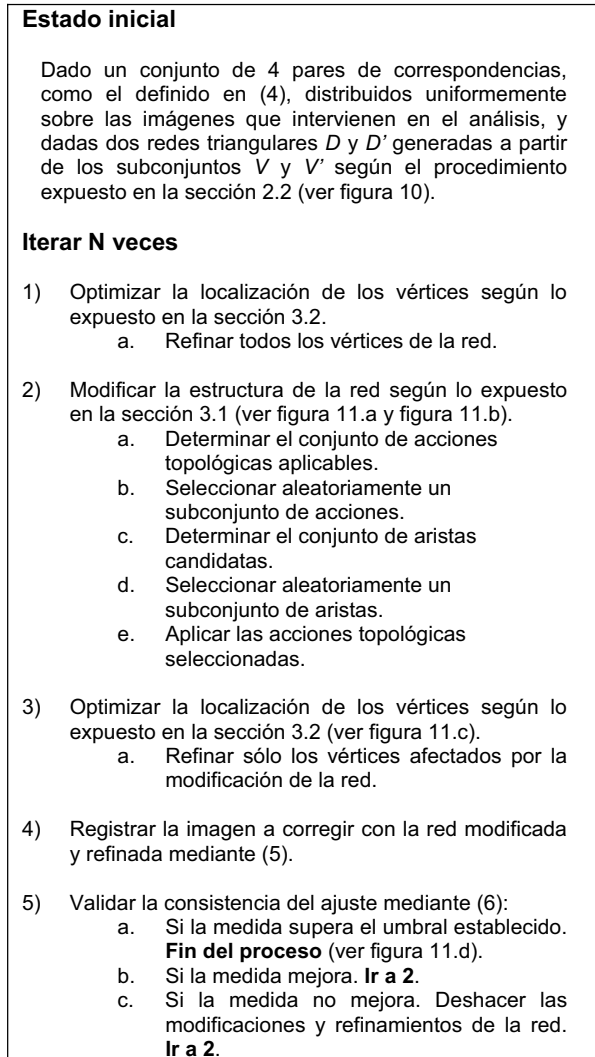 Estado inicial
Dado un conjunto de 4 pares de correspondencias,
como el definido en (4), distribuidos uniformemente
sobre las imágenes que intervienen en el análisis, y
dadas dos redes triangulares D y D’ generadas a partir
de los subconjuntos V y V’ según el procedimiento
expuesto en la sección 2.2 (ver figura 10).
Iterar N veces
1) Optimizar la localización de los vértices según lo
expuesto en la sección 3.2.
a. Refinar todos los vértices de la red.
2) Modificar la estructura de la red según lo expuesto
en la sección 3.1 (ver figura 11.a y figura 11.b).
a. Determinar el conjunto de acciones
topológicas aplicables.
b. Seleccionar aleatoriamente un
subconjunto de acciones.
c. Determinar el conjunto de aristas
candidatas.
d. Seleccionar aleatoriamente un
subconjunto de aristas.
e. Aplicar las acciones topológicas
seleccionadas.
3) Optimizar la localización de los vértices según lo
expuesto en la sección 3.2 (ver figura 11.c).
a. Refinar sólo los vértices afectados por la
modificación de la red.
4) Registrar la imagen a corregir con la red modificada
y refinada mediante (5).
5) Validar la consistencia del ajuste mediante (6):
a. Si la medida supera el umbral establecido.
Fin del proceso (ver figura 11.d).
b. Si la medida mejora. Ir a 2.
c. Si la medida no mejora. Deshacer las
modificaciones y refinamientos de la red.
Ir a 2.